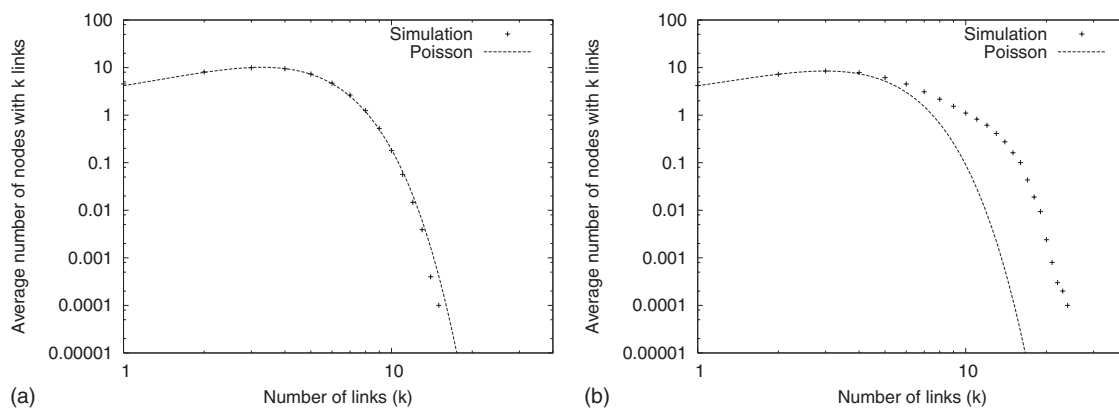 Average number of nodes with k links
100
10
1
0.1
0.01
0.001
0.0001
0.00001
Simulation
Poisson
1
10
Number of links (k)
(a)
Average number of nodes with k links
100
10
1
0.1
0.01
0.001
0.0001
0.00001
Simulation
Poisson
1
10
Number of links (k)
(b)